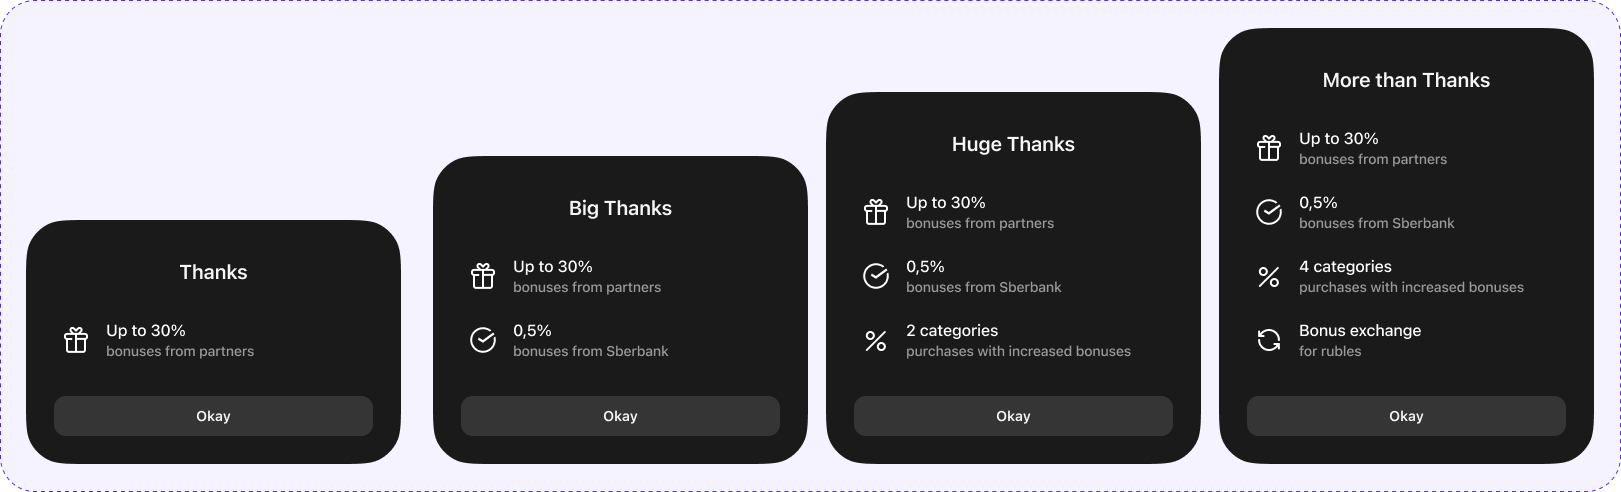 Thanks
Up to 30%
bonuses from partners
Okay
Big Thanks
Up to 30%
bonuses from partners
0,5%
bonuses from Sberbank
Okay
Huge Thanks
Up to 30%
bonuses from partners
0,5%
bonuses from Sberbank
2 categories
purchases with increased bonuses
Okay
More than Thanks
Up to 30%
bonuses from partners
0,5%
bonuses from Sberbank
4 categories
purchases with increased bonuses
Bonus exchange
for rubles
Okay